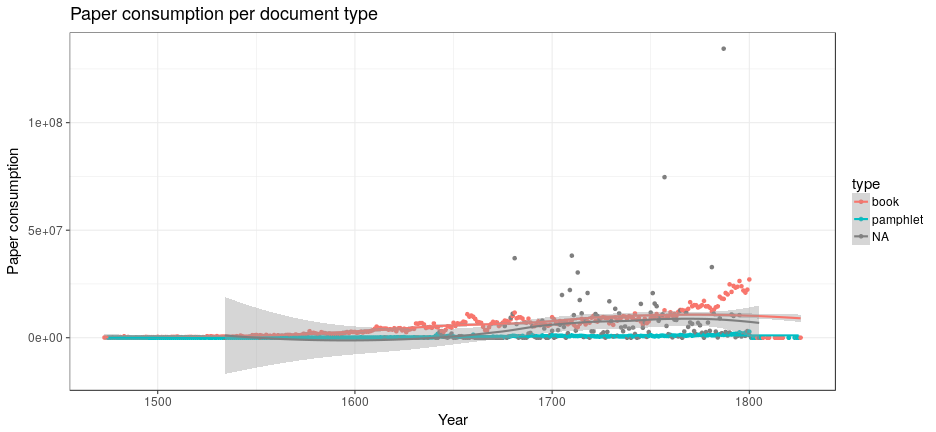 Paper consumption per document type
Paper consumption
1e+08
5e+07
0e+00
1500 1600 1700 1800
Year
type
book
pamphlet
NA